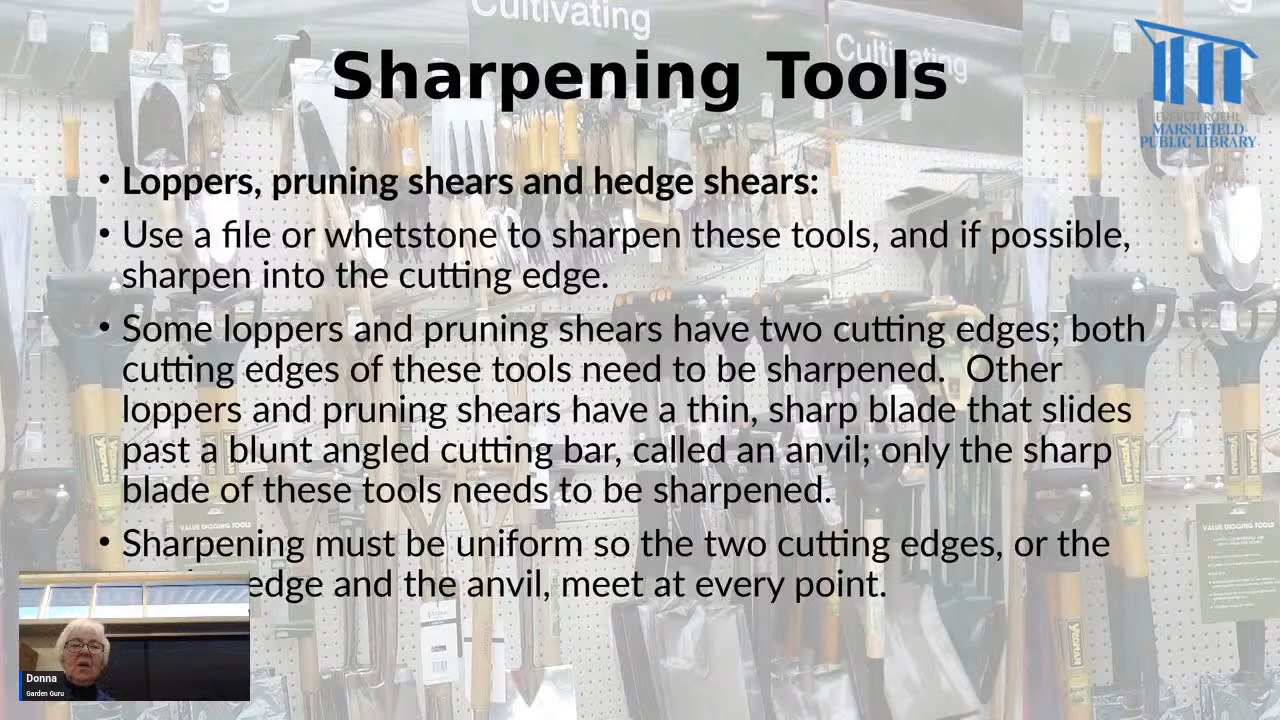 Cultivating
Cultivating
Sharpening Tools
EVERETT ROEHL
MARSHFIELD
PUBLIC LIBRARY
• Loppers, pruning shears and hedge shears:
• Use a file or whetstone to sharpen these tools, and if possible,
sharpen into the cutting edge.
• Some loppers and pruning shears have two cutting edges; both
cutting edges of these tools need to be sharpened.  Other
loppers and pruning shears have a thin, sharp blade that slides
past a blunt angled cutting bar, called an anvil; only the sharp
blade of these tools needs to be sharpened.
• Sharpening must be uniform so the two cutting edges, or the
edge and the anvil, meet at every point.
VALUE DIGGING TOOLS
VALUE DIGGING TOOLS
Donna
Garden Guru